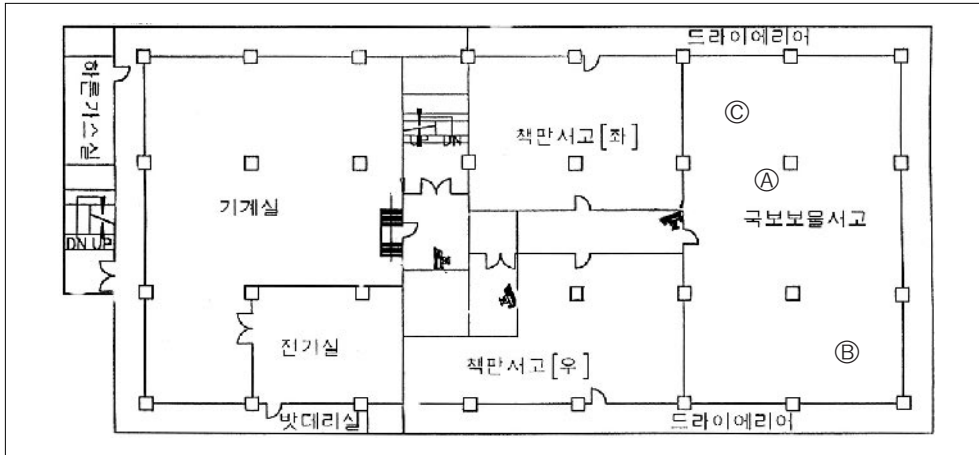 드라이에리어
하론가스실
Ⓒ
책판서고[좌]
UP DN
Ⓐ
기계실
국보보물서고
DN UP
전기실
Ⓑ
책판서고[우]
밧데리실
드라이에리어